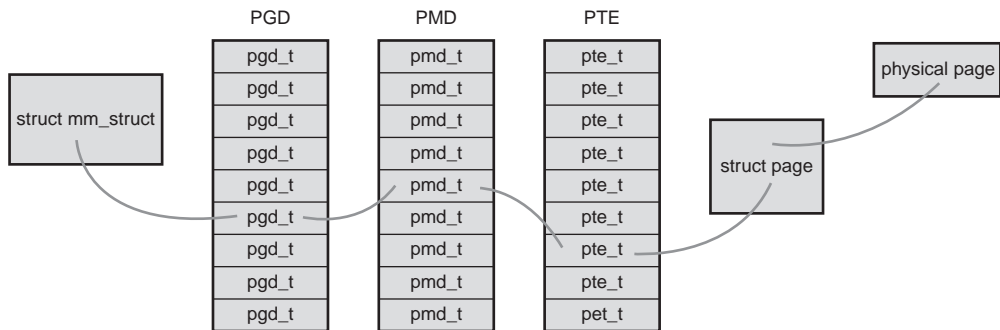 PGD PMD PTE
pgd_t pmd_t pte_t
physical page
pgd_t pmd_t pte_t
struct mm_struct
pgd_t pmd_t pte_t
pgd_t pmd_t pte_t
struct page
pgd_t pmd_t pte_t
pgd_t pmd_t pte_t
pgd_t pmd_t pte_t
pgd_t pmd_t pte_t
pgd_t pmd_t pet_t